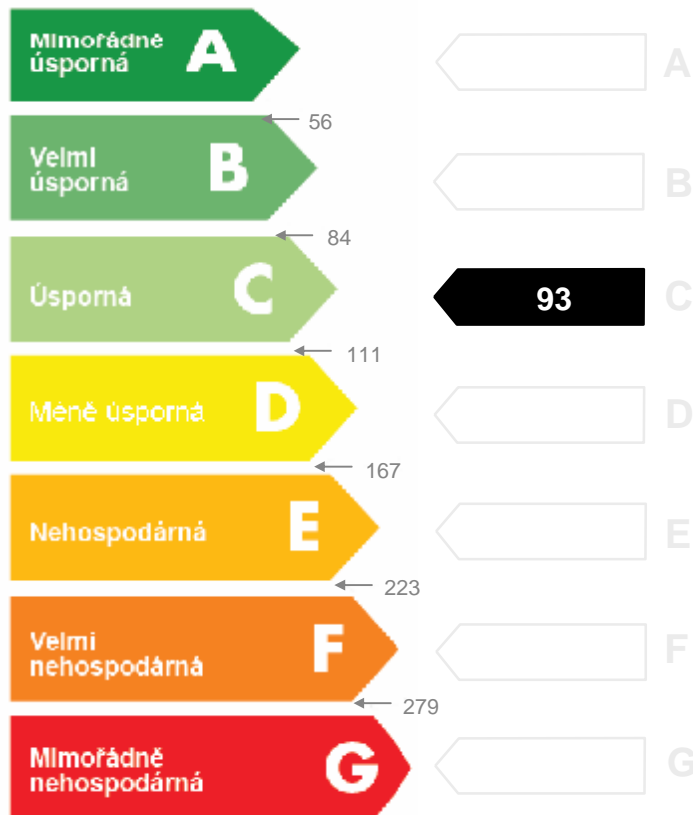 Mimořádně
úsporná
A
A
56
Velmi
úsporná
B
B
84
Úsporná
C
93
C
111
Méně úsporná
D
D
167
Nehospodárná
E
E
223
Velmi
nehospodárná
F
F
279
Mimořádně
nehospodárná
G
G